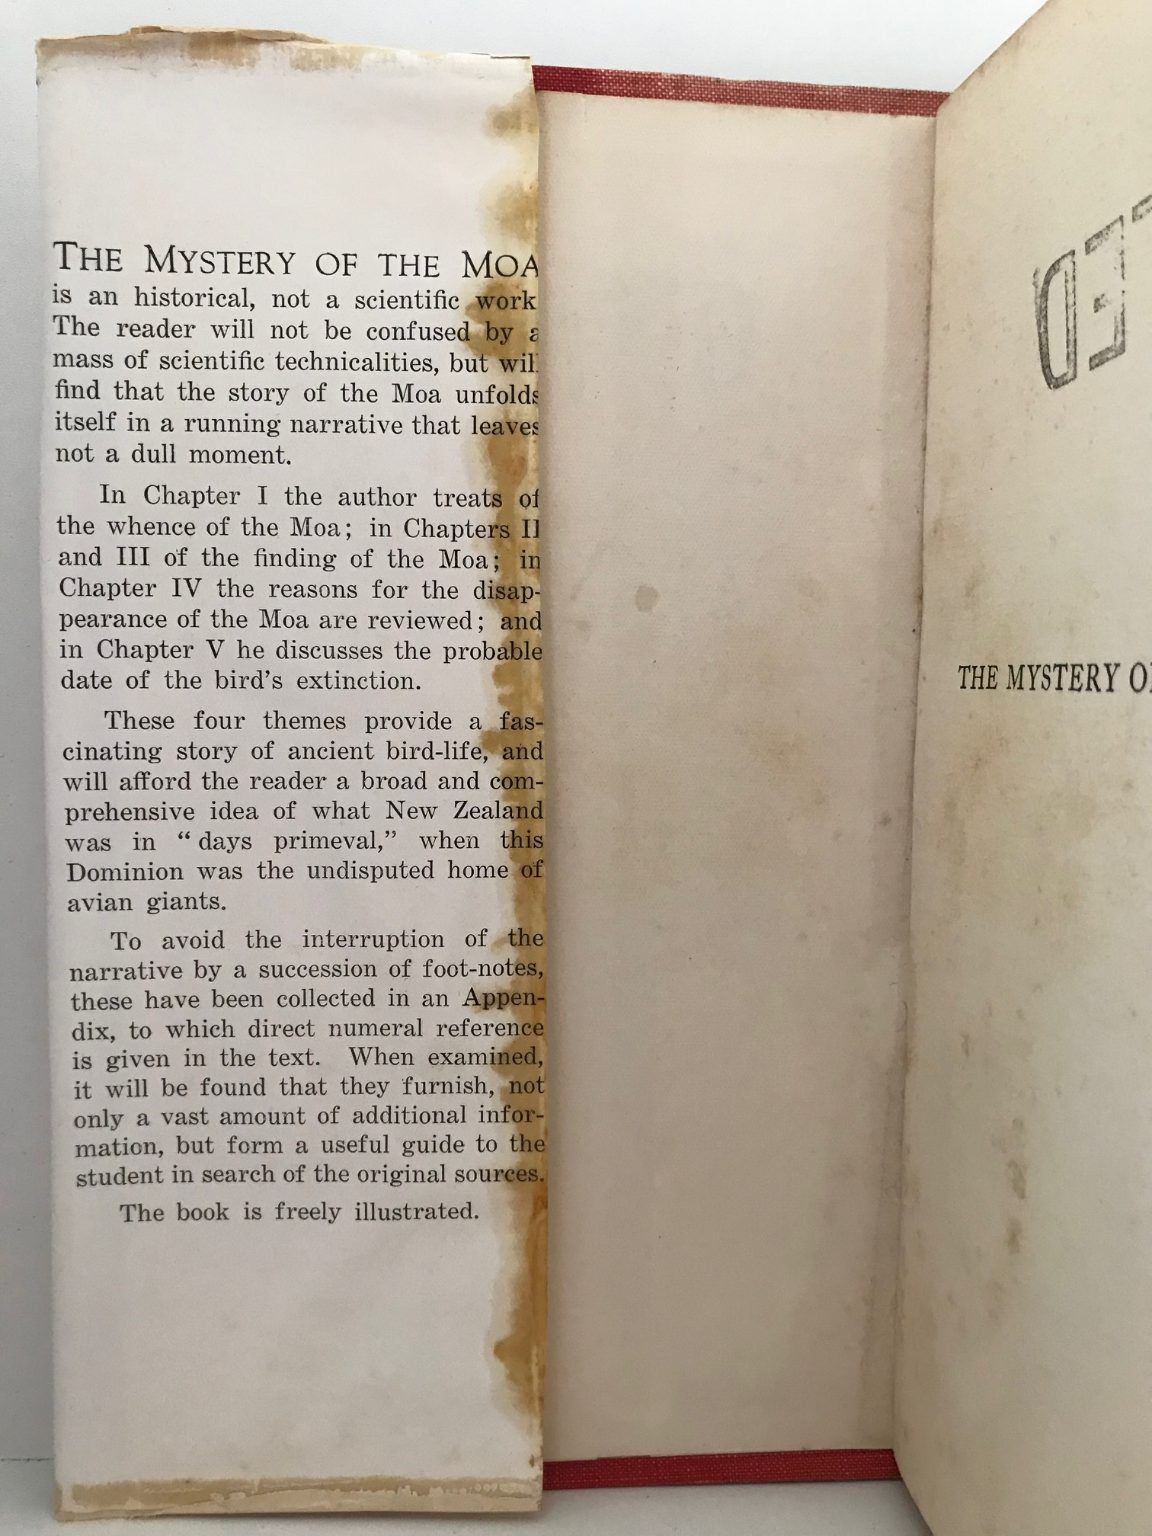 THE MYSTERY OF THE MOA
is an historical, not a scientific work
The reader will not be confused by a
mass of scientific technicalities, but will
find that the story of the Moa unfolds
itself in a running narrative that leaves
not a dull moment.
In Chapter I the author treats of
the whence of the Moa; in Chapters II
and III of the finding of the Moa; in
Chapter IV the reasons for the disap-
pearance of the Moa are reviewed; and
in Chapter V he discusses the probable
date of the bird's extinction.
These four themes provide a fas-
cinating story of ancient bird-life, and
will afford the reader a broad and com-
prehensive idea of what New Zealand
was in "days primeval," when this
Dominion was the undisputed home of
avian giants.
To avoid the interruption of the
narrative by a succession of foot-notes,
these have been collected in an Appen-
dix, to which direct numeral reference
is given in the text. When examined,
it will be found that they furnish, not
only a vast amount of additional infor-
mation, but form a useful guide to the
student in search of the original sources.
The book is freely illustrated.
THE MYSTERY